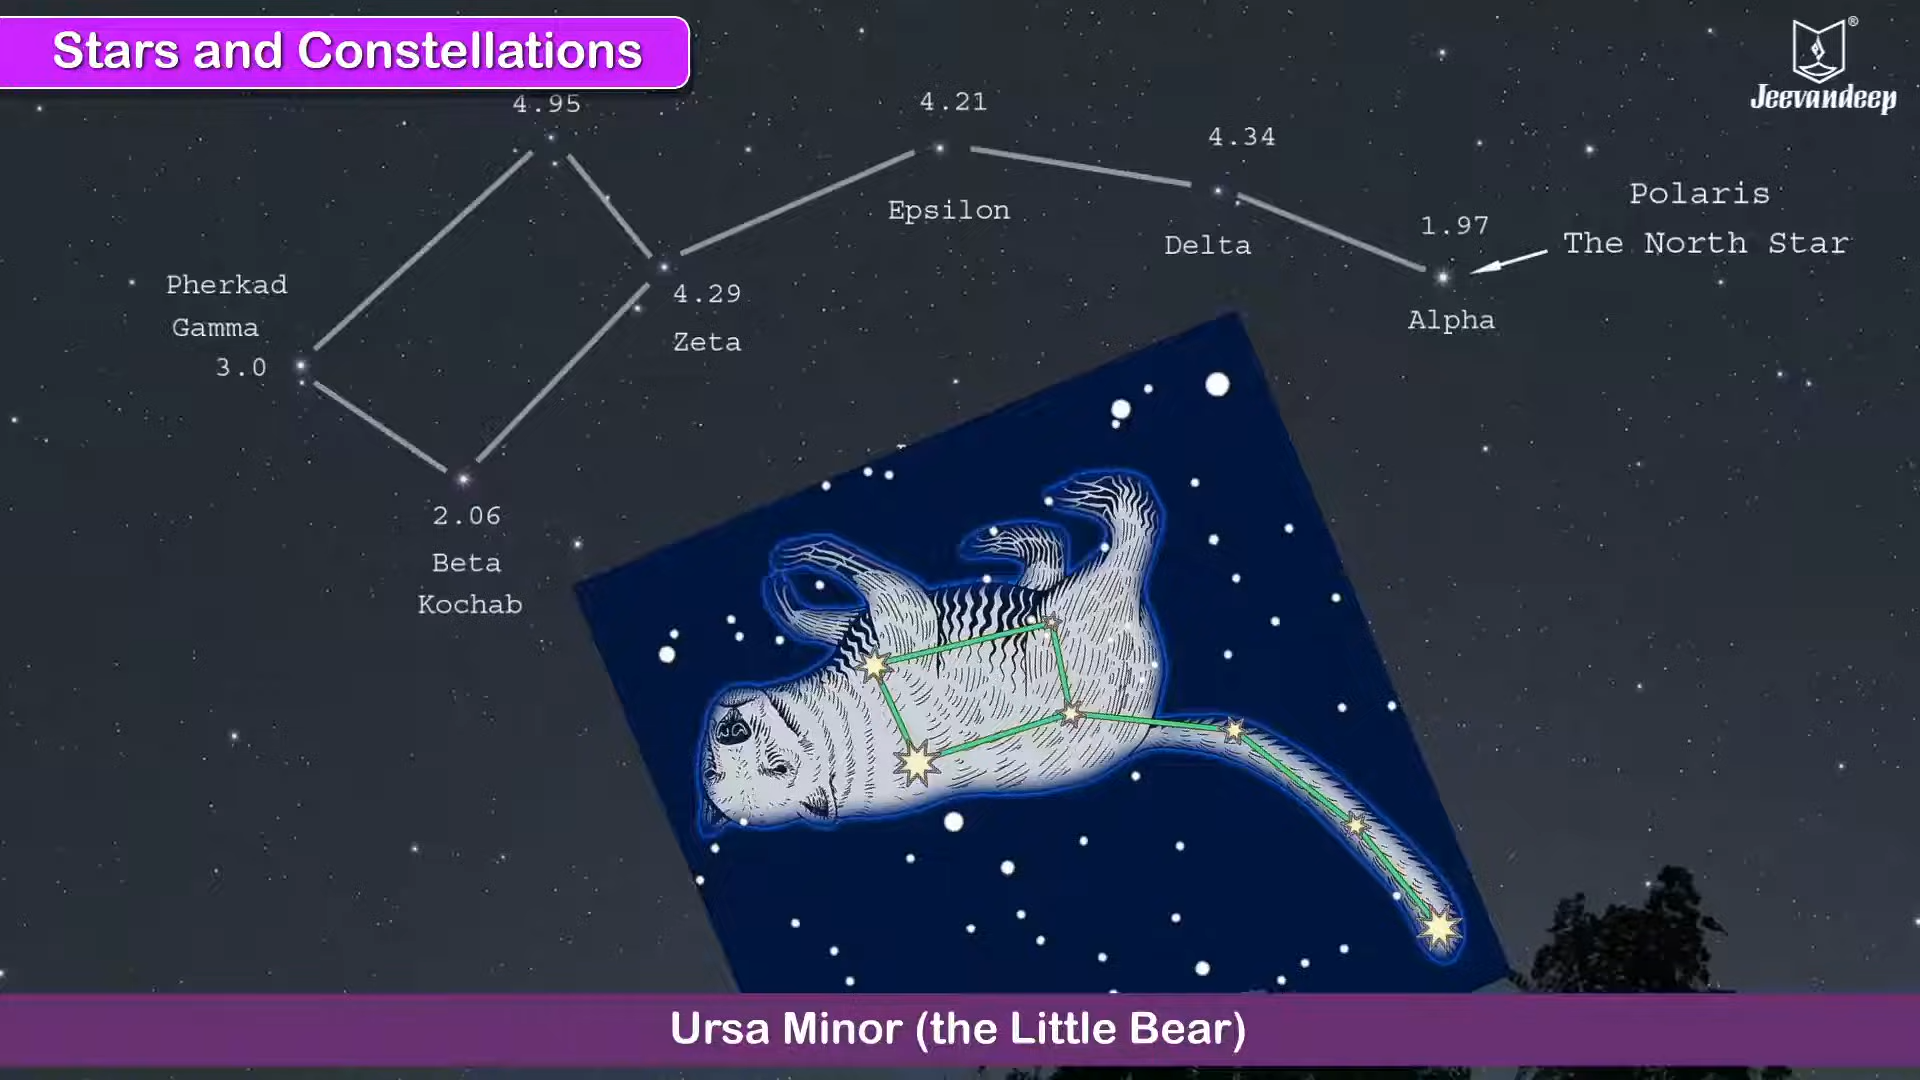 Stars and Constellations
®
Jeevandeep
4.95
4.21
4.34
Polaris
The North Star
1.97
Epsilon
Delta
Alpha
Pherkad
Gamma
3.0
4.29
Zeta
2.06
Beta
Kochab
Ursa Minor (the Little Bear)